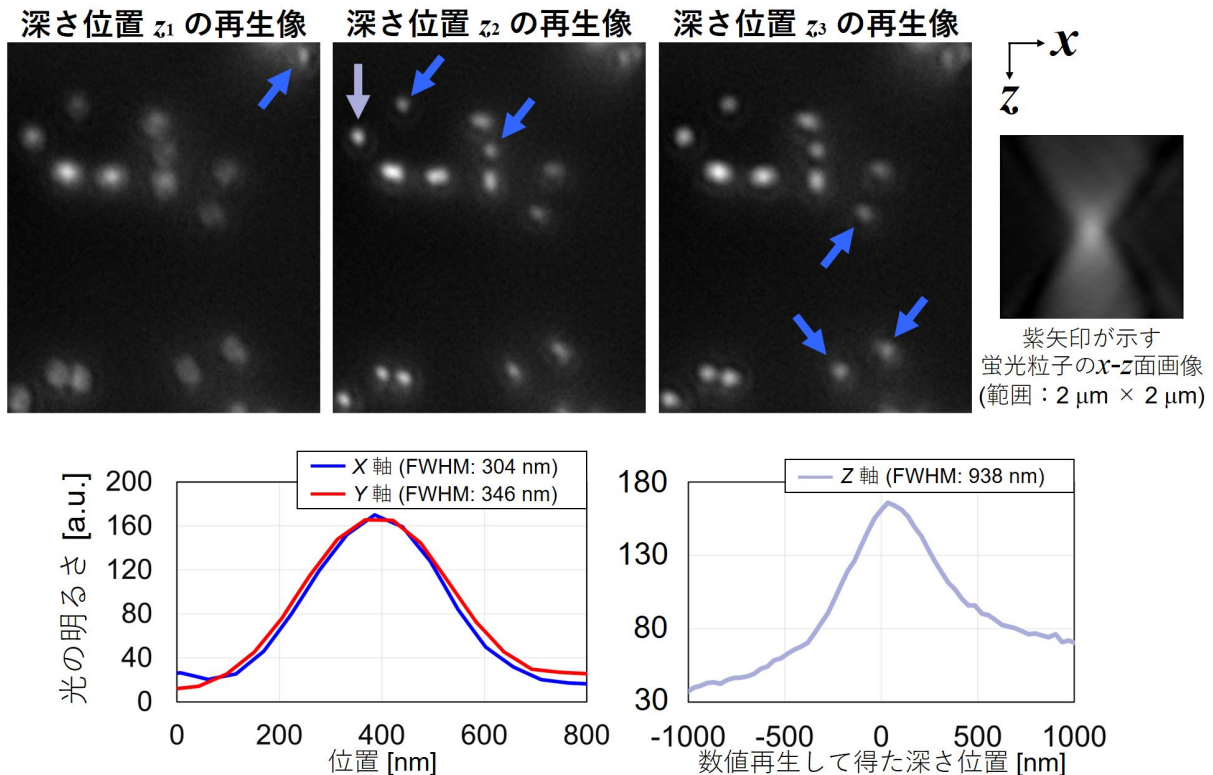 深さ位置 z1 の再生像
深さ位置 z2 の再生像
深さ位置 z3 の再生像
x
z
紫矢印が示す
蛍光粒子のx-z面画像
(範囲：2 μm × 2 μm)
X 軸 (FWHM: 304 nm)
Y 軸 (FWHM: 346 nm)
光の明るさ [a.u.]
200
160
120
80
40
0
0
200
400
600
800
位置 [nm]
Z 軸 (FWHM: 938 nm)
180
130
80
30
-1000
-500
0
500
1000
数値再生して得た深さ位置 [nm]